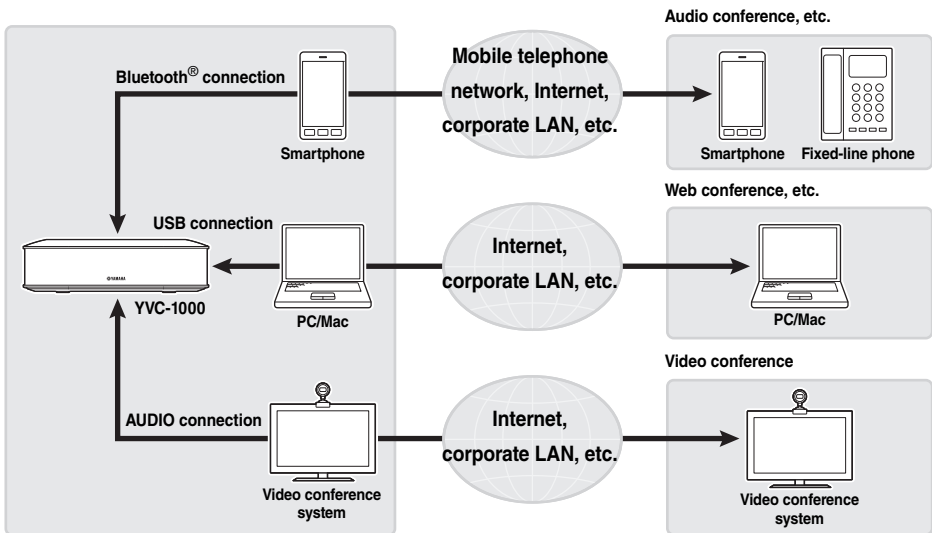 Audio conference, etc.
Bluetooth® connection
Mobile telephone
network, Internet,
corporate LAN, etc.
Smartphone
Smartphone
Fixed-line phone
Web conference, etc.
USB connection
Internet,
corporate LAN, etc.
YAMAHA
YVC-1000
PC/Mac
PC/Mac
Video conference
AUDIO connection
Internet,
corporate LAN, etc.
Video conference
system
Video conference
system